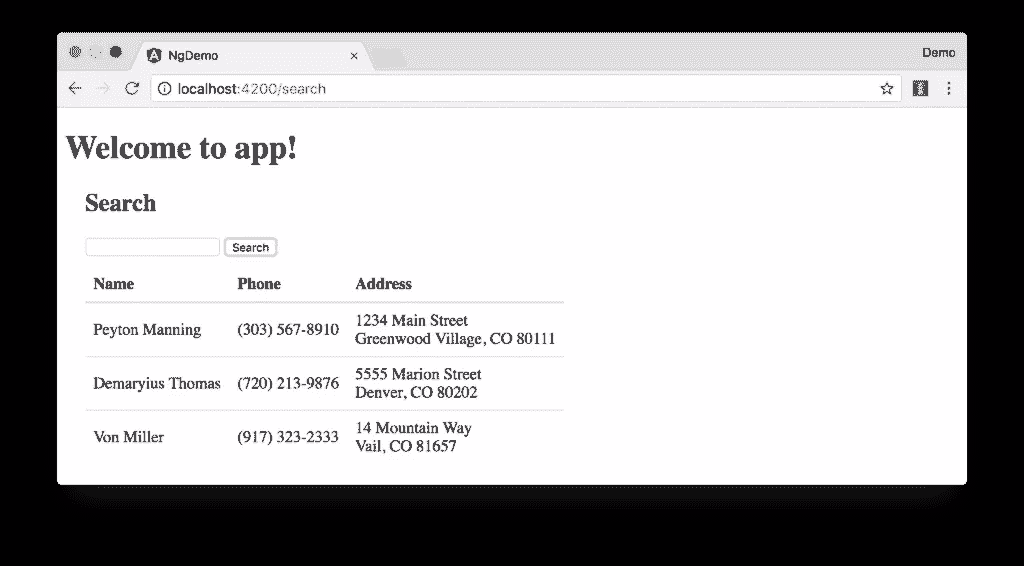 NgDemo
Demo
localhost:4200/search
Welcome to app!
Search
Search
Name Phone Address
Peyton Manning (303) 567-8910 1234 Main Street
Greenwood Village, CO 80111
Demaryius Thomas (720) 213-9876 5555 Marion Street
Denver, CO 80202
Von Miller (917) 323-2333 14 Mountain Way
Vail, CO 81657